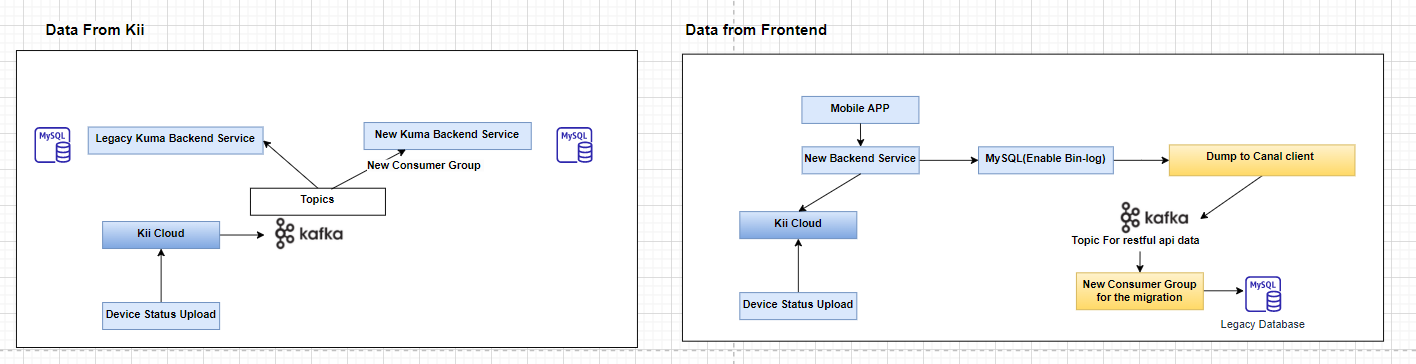 Data From Kii
MySQL
Legacy Kuma Backend Service
New Kuma Backend Service
MySQL
New Consumer Group
Topics
Kii Cloud
kafka
Device Status Upload
Data from Frontend
Mobile APP
New Backend Service
MySQL(Enable Bin-log)
Dump to Canal client
Kii Cloud
kafka
Topic For restful api data
Device Status Upload
New Consumer Group
for the migration
MySQL
Legacy Database